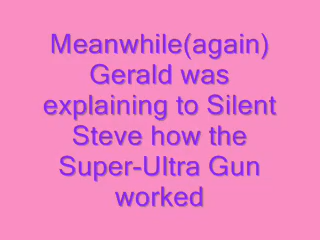 Meanwhile(again)
Gerald was
explaining to Silent
Steve how the
Super-Ultra Gun
worked